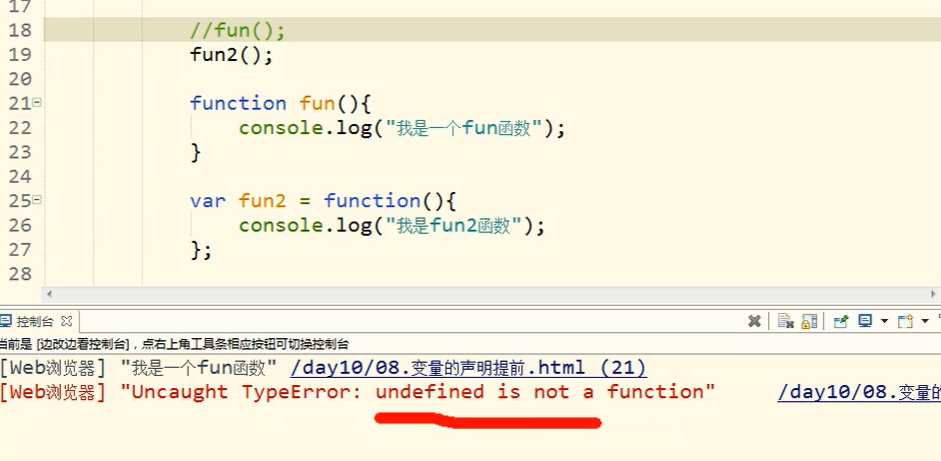 17
18 //fun();
19 fun2();
20
21 function fun(){
22 console.log("我是一个fun函数");
23 }
24
25 var fun2 = function(){
26 console.log("我是fun2函数");
27 };
28
控制台
当前是 [边改边看控制台]，点右上角工具条相应按钮可切换控制台
[Web浏览器] "我是一个fun函数" /day10/08.变量的声明提前.html (21)
[Web浏览器] "Uncaught TypeError: undefined is not a function" /day10/08.变量的